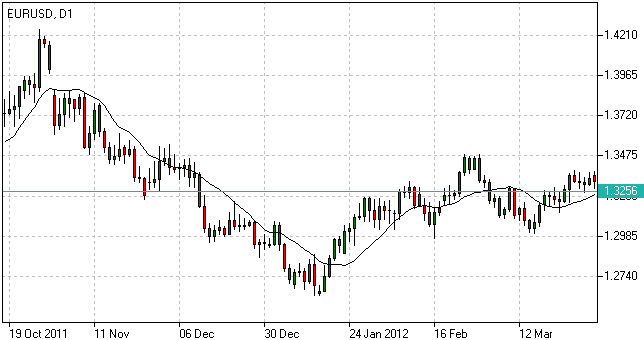 EURUSD, D1
1.4210
1.3965
1.3720
1.3475
1.3256
1.2985
1.2740
19 Oct 2011
11 Nov
06 Dec
30 Dec
24 Jan 2012
16 Feb
12 Mar